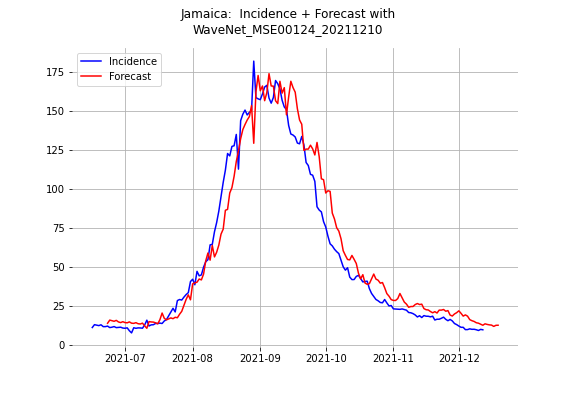 Jamaica:  Incidence + Forecast with
WaveNet_MSE00124_20211210
Incidence
Forecast
175
150
125
100
75
50
25
0
2021-07 2021-08 2021-09 2021-10 2021-11 2021-12